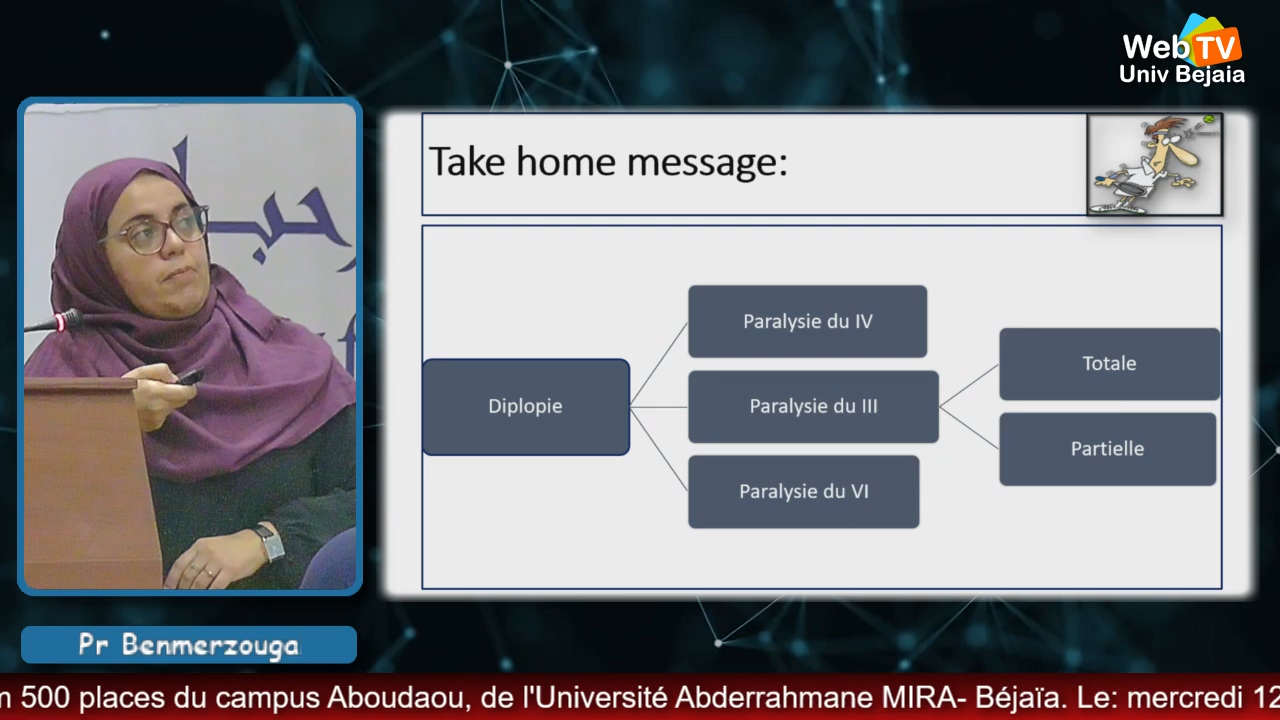 Web TV
Univ Bejaia
Take home message:
Diplopie
Paralysie du IV
Paralysie du III
Paralysie du VI
Totale
Partielle
Pr Benmerzouga
500 places du campus Aboudaou, de l'Université Abderrahmane MIRA- Béjaïa. Le: mercredi 12